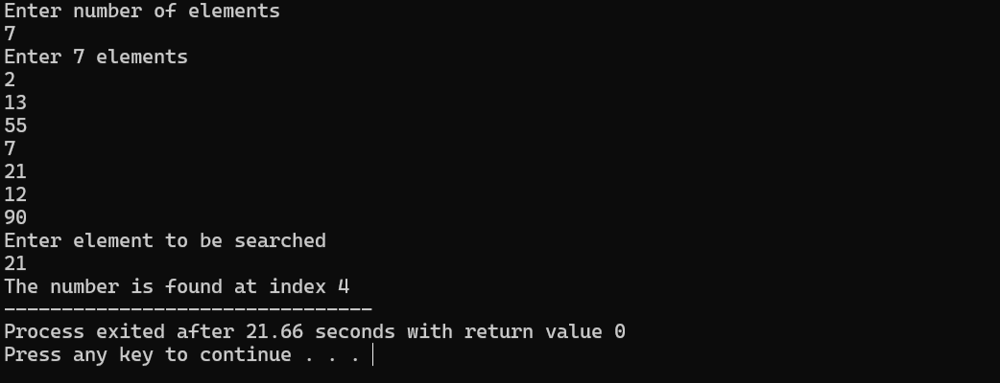 Enter number of elements
7
Enter 7 elements
2
13
55
7
21
12
90
Enter element to be searched
21
The number is found at index 4
--------------------------------
Process exited after 21.66 seconds with return value 0
Press any key to continue . . .